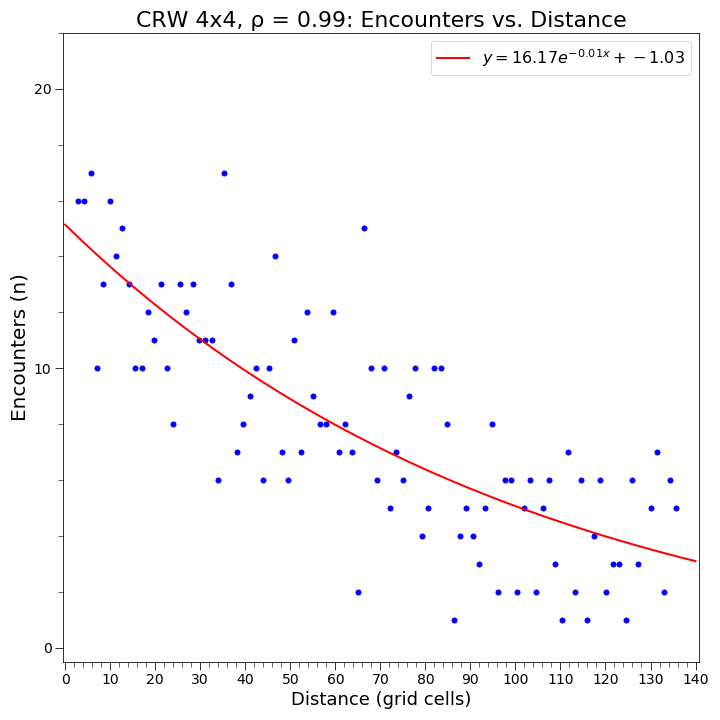 CRW 4x4, ρ = 0.99: Encounters vs. Distance
y = 16.17e^{-0.01x} + -1.03
Encounters (n)
20
10
0
0 10 20 30 40 50 60 70 80 90 100 110 120 130 140
Distance (grid cells)